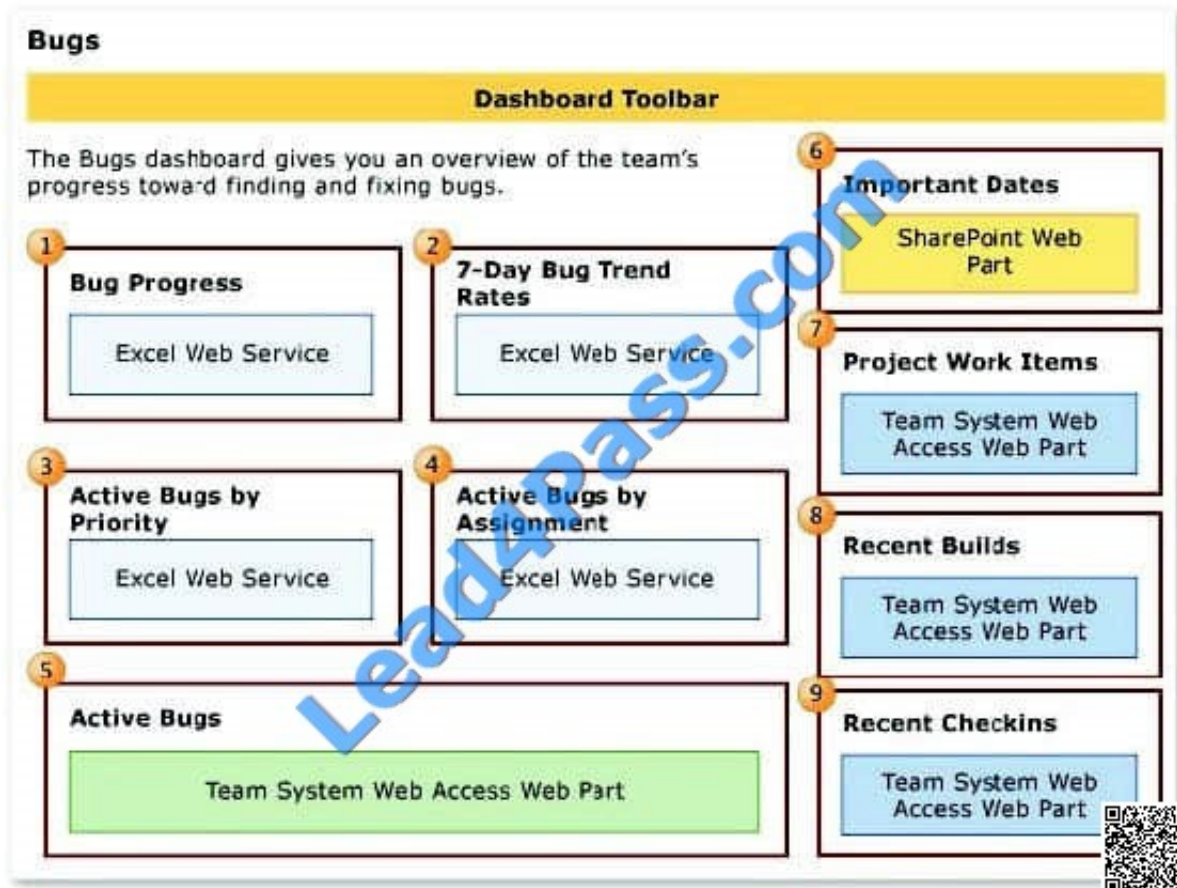 Bugs
Dashboard Toolbar
The Bugs dashboard gives you an overview of the team's
progress toward finding and fixing bugs.
1
Bug Progress
Excel Web Service
2
7-Day Bug Trend
Rates
Excel Web Service
3
Active Bugs by
Priority
Excel Web Service
4
Active Bugs by
Assignment
Excel Web Service
5
Active Bugs
Team System Web Access Web Part
6
Important Dates
SharePoint Web
Part
7
Project Work Items
Team System Web
Access Web Part
8
Recent Builds
Team System Web
Access Web Part
9
Recent Checkins
Team System Web
Access Web Part
Lead4Pass.com